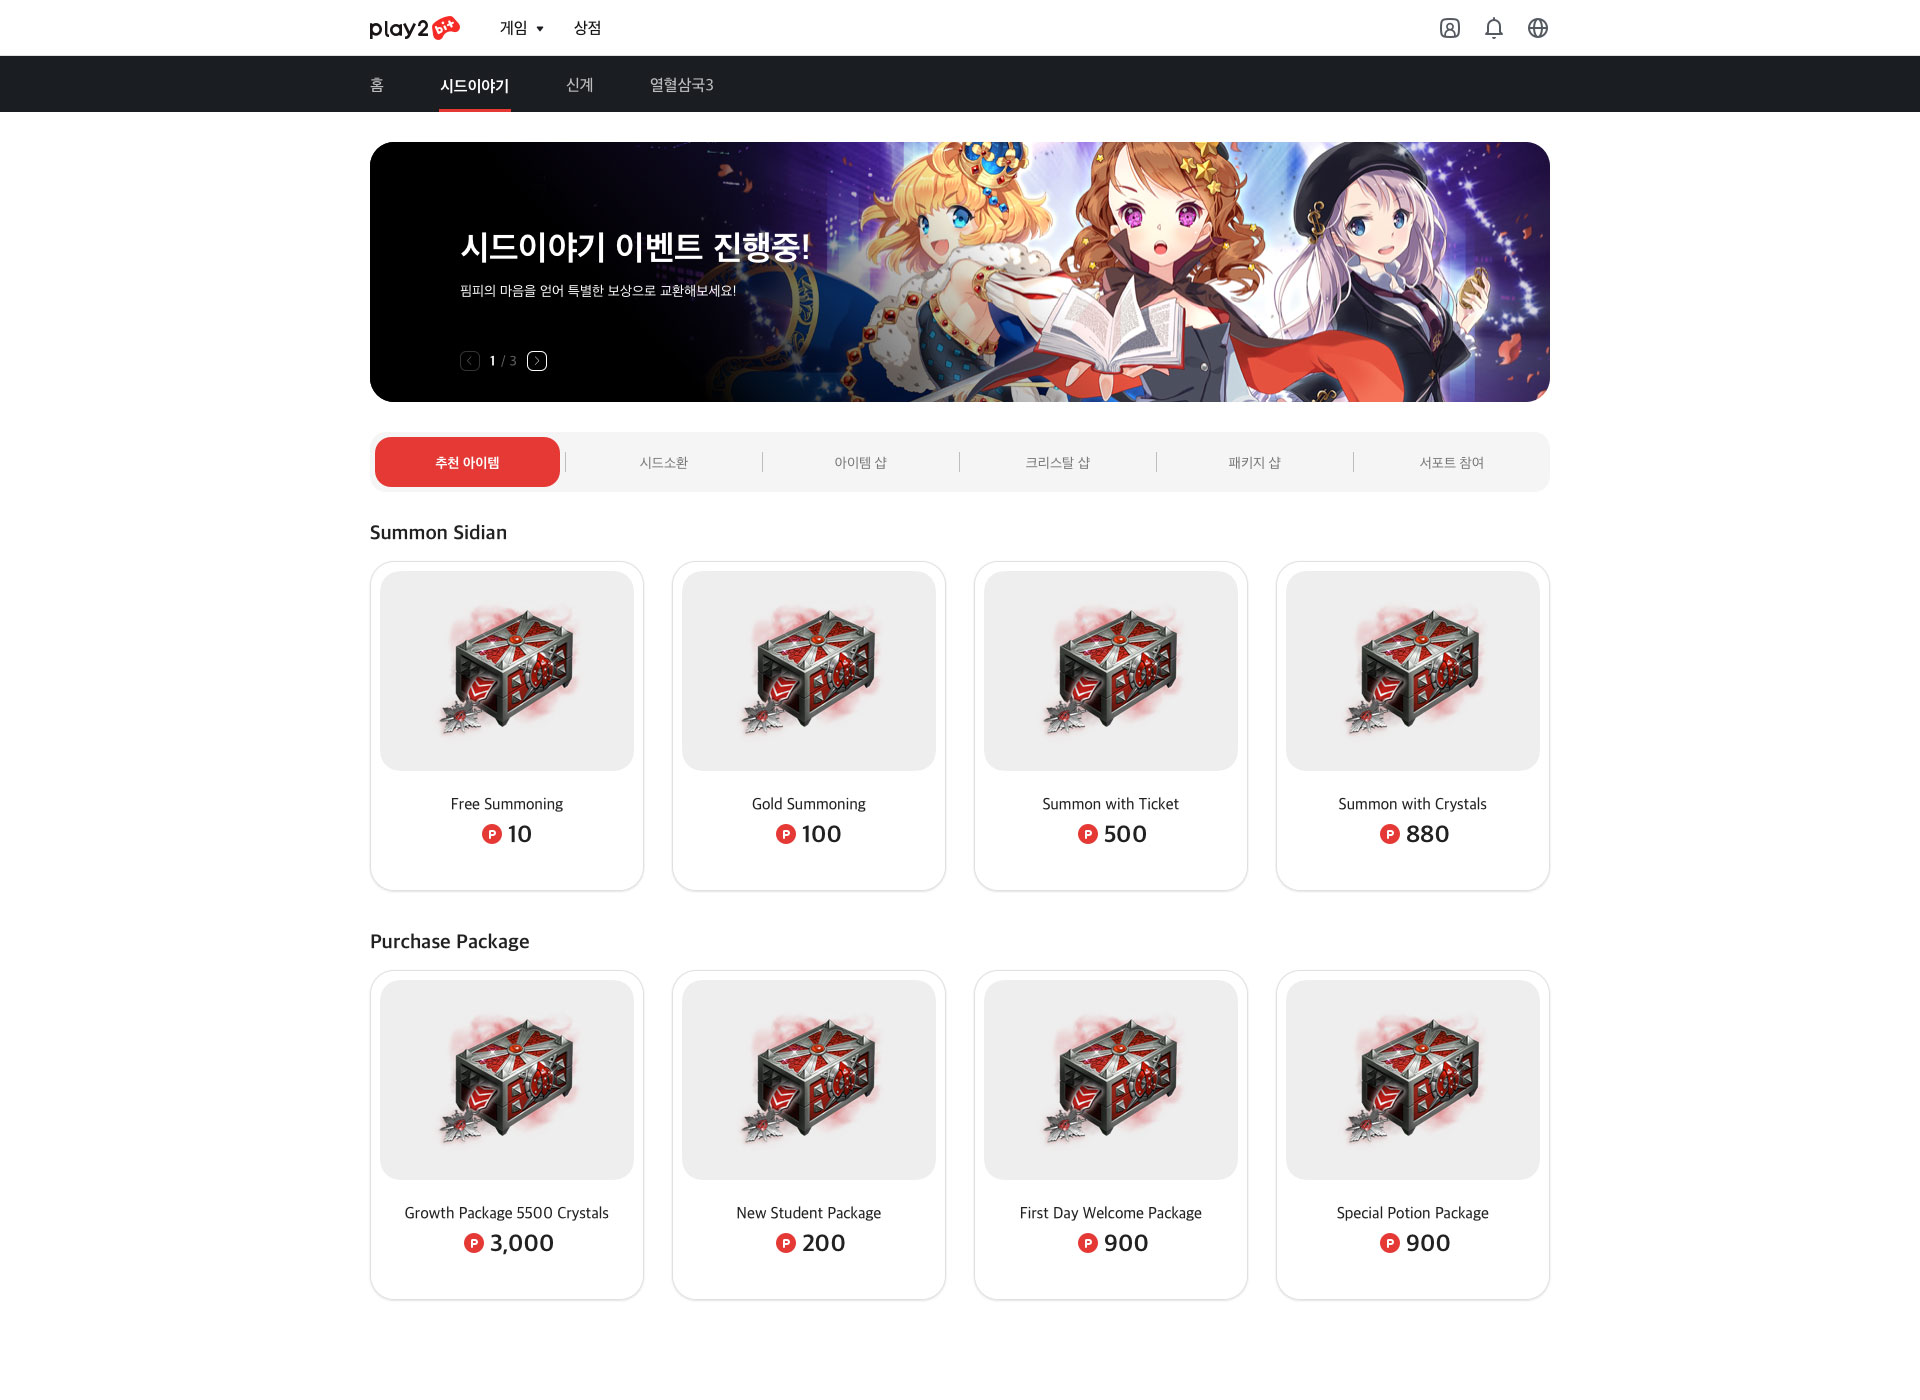 play2 bit
게임
상점
홈
시드이야기
신계
열혈삼국3
시드이야기 이벤트 진행중!
핌피의 마음을 얻어 특별한 보상으로 교환해보세요!
1 / 3
추천 아이템
시드소환
아이템 샵
크리스탈 샵
패키지 샵
서포트 참여
Summon Sidian
Free Summoning
P 10
Gold Summoning
P 100
Summon with Ticket
P 500
Summon with Crystals
P 880
Purchase Package
Growth Package 5500 Crystals
P 3,000
New Student Package
P 200
First Day Welcome Package
P 900
Special Potion Package
P 900